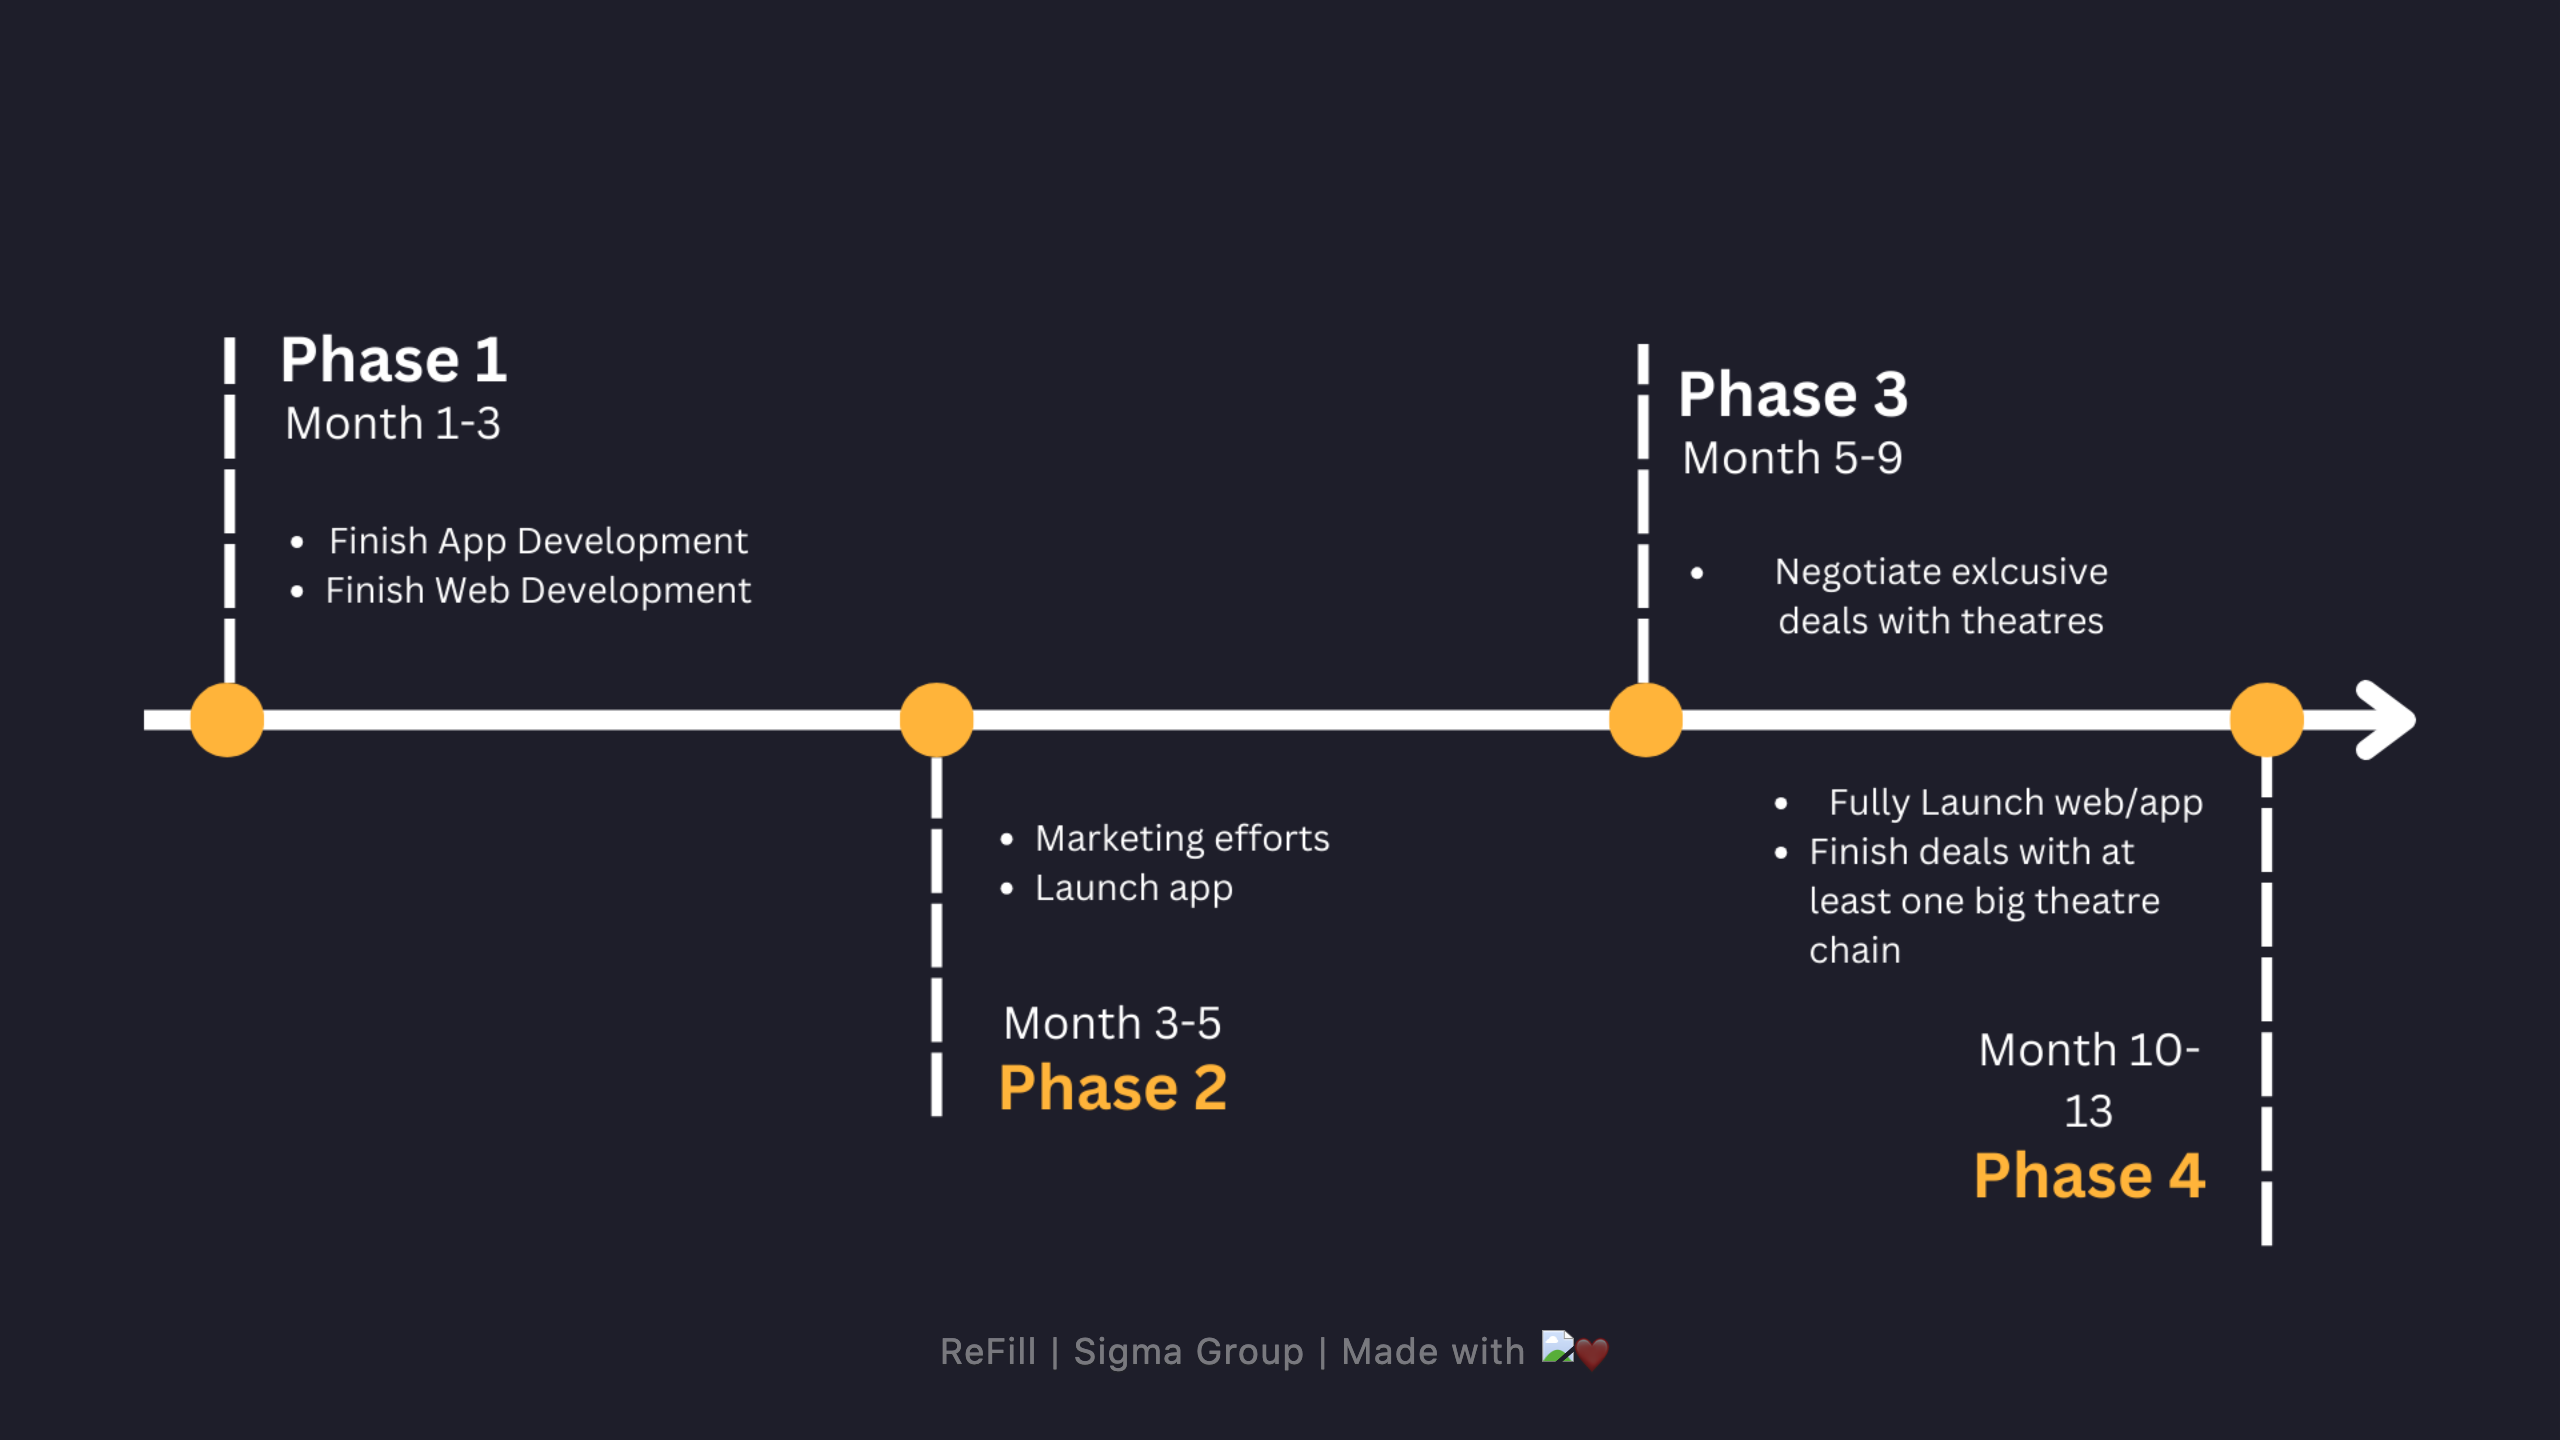 Phase 1
Month 1-3
• Finish App Development
• Finish Web Development
• Marketing efforts
• Launch app
Month 3-5
Phase 2
Phase 3
Month 5-9
• Negotiate exlcusive
deals with theatres
• Fully Launch web/app
• Finish deals with at
least one big theatre
chain
Month 10-
13
Phase 4
ReFill | Sigma Group | Made with ❤️